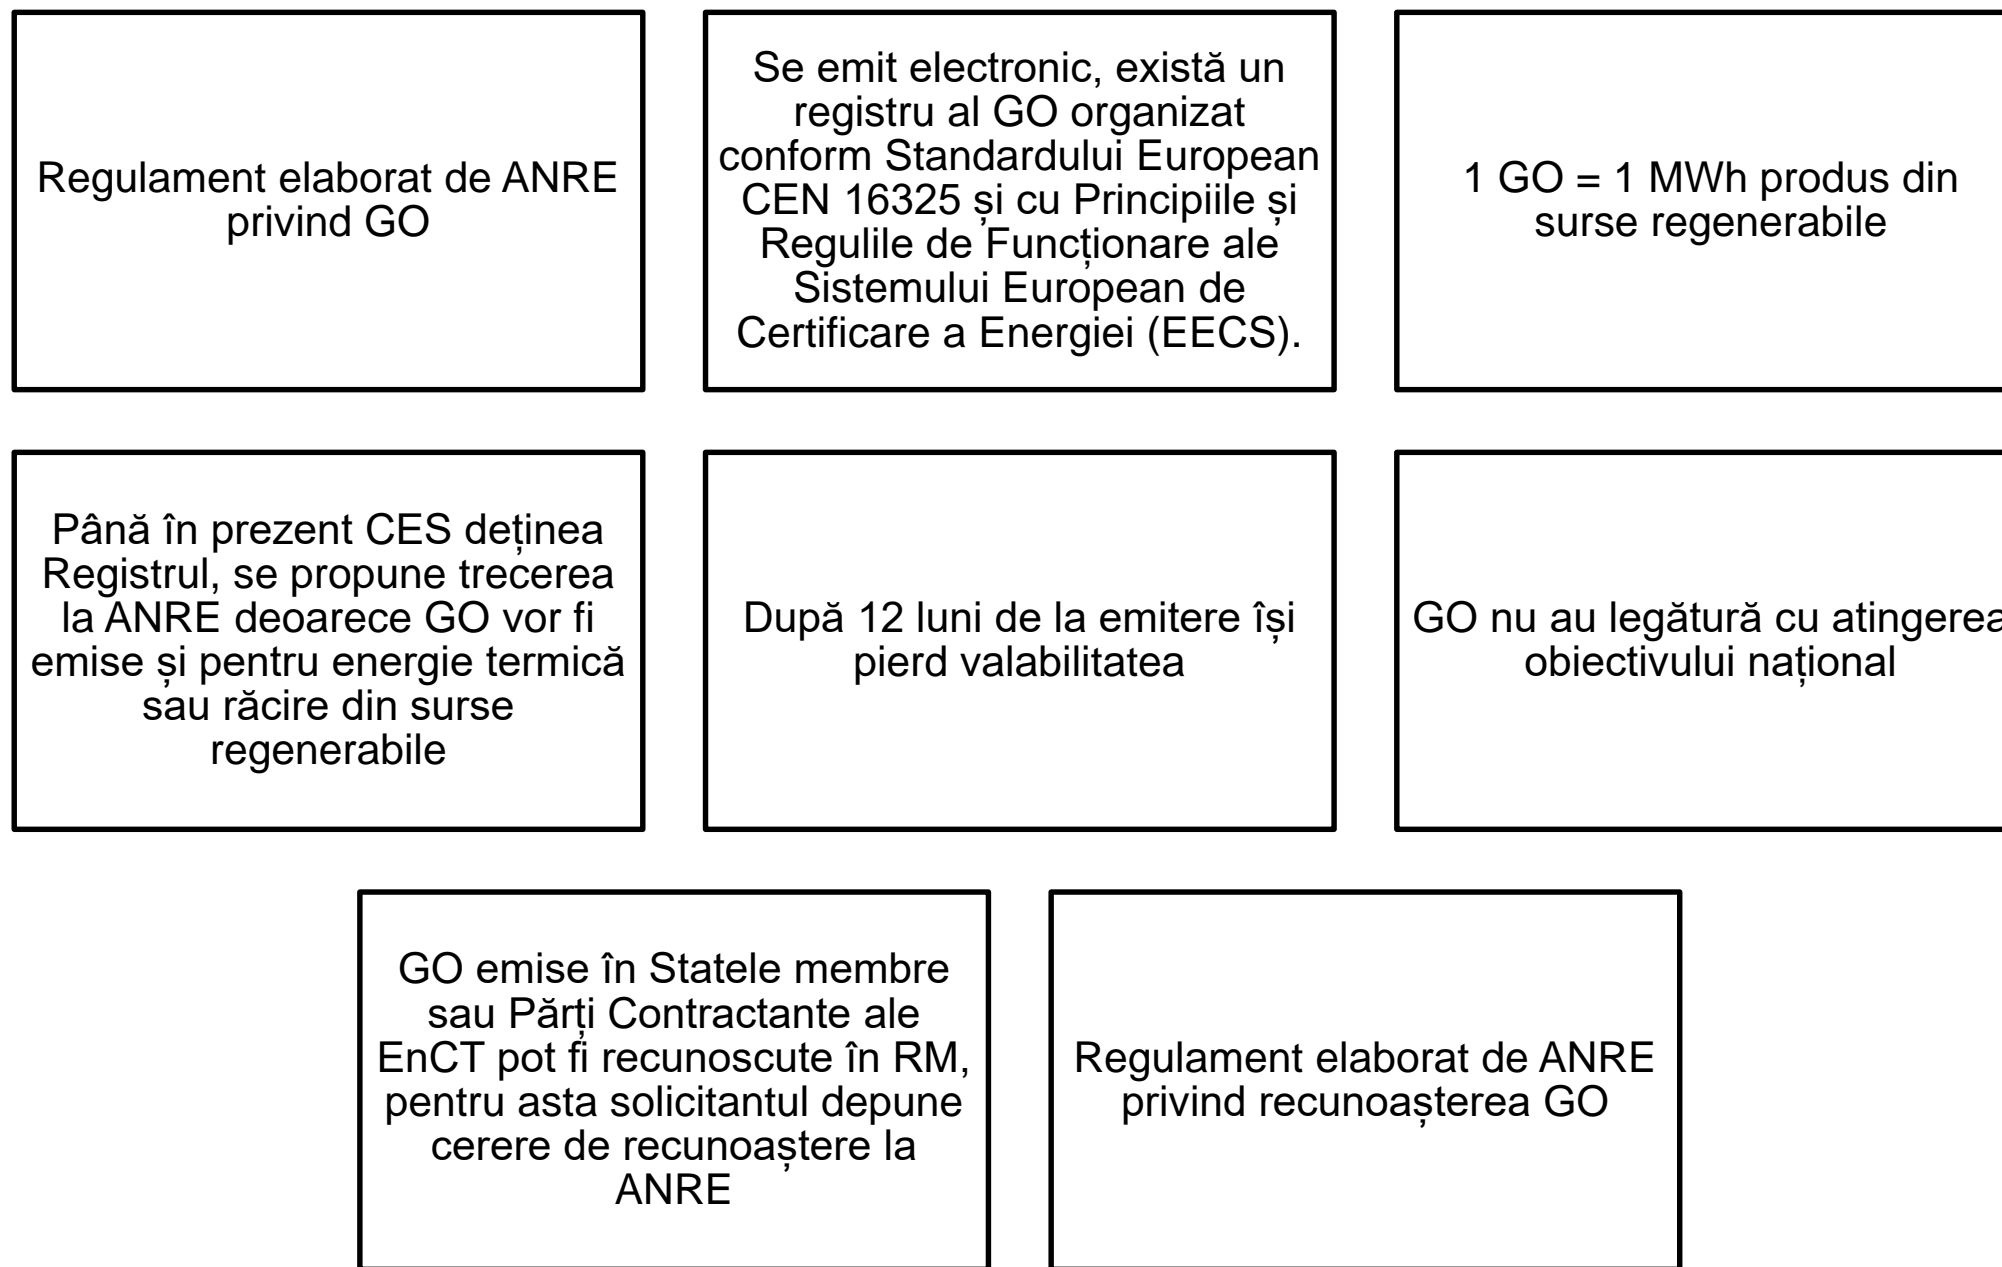 Regulament elaborat de ANRE
privind GO
Se emit electronic, există un
registru al GO organizat
conform Standardului European
CEN 16325 și cu Principiile și
Regulile de Funcționare ale
Sistemului European de
Certificare a Energiei (EECS).
1 GO = 1 MWh produs din
surse regenerabile
Până în prezent CES deținea
Registrul, se propune trecerea
la ANRE deoarece GO vor fi
emise și pentru energie termică
sau răcire din surse
regenerabile
După 12 luni de la emitere își
pierd valabilitatea
GO nu au legătură cu atingerea
obiectivului național
GO emise în Statele membre
sau Părți Contractante ale
EnCT pot fi recunoscute în RM,
pentru asta solicitantul depune
cerere de recunoaștere la
ANRE
Regulament elaborat de ANRE
privind recunoașterea GO